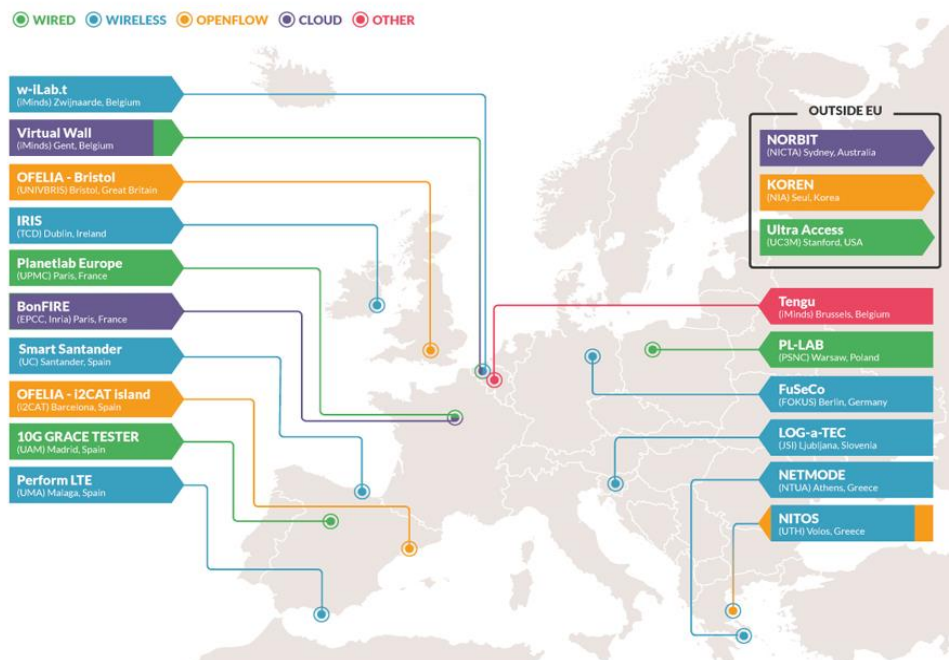 WIRED WIRELESS OPENFLOW CLOUD OTHER
w-iLab.t
(iMinds) Zwijnaarde, Belgium
Virtual Wall
(iMinds) Gent, Belgium
OFELIA - Bristol
(UNIVBRIS) Bristol, Great Britain
IRIS
(TCD) Dublin, Ireland
Planetlab Europe
(UPMC) Paris, France
BonFIRE
(EPCC, Inria) Paris, France
Smart Santander
(UC) Santander, Spain
OFELIA - i2CAT island
(i2CAT) Barcelona, Spain
10G GRACE TESTER
(UAM) Madrid, Spain
Perform LTE
(UMA) Malaga, Spain
OUTSIDE EU
NORBIT
(NICTA) Sydney, Australia
KOREN
(NIA) Seul, Korea
Ultra Access
(UC3M) Stanford, USA
Tengu
(iMinds) Brussels, Belgium
PL-LAB
(PSNC) Warsaw, Poland
FuSeCo
(FOKUS) Berlin, Germany
LOG-a-TEC
(JSI) Ljubljana, Slovenia
NETMODE
(NTUA) Athens, Greece
NITOS
(UTH) Volos, Greece